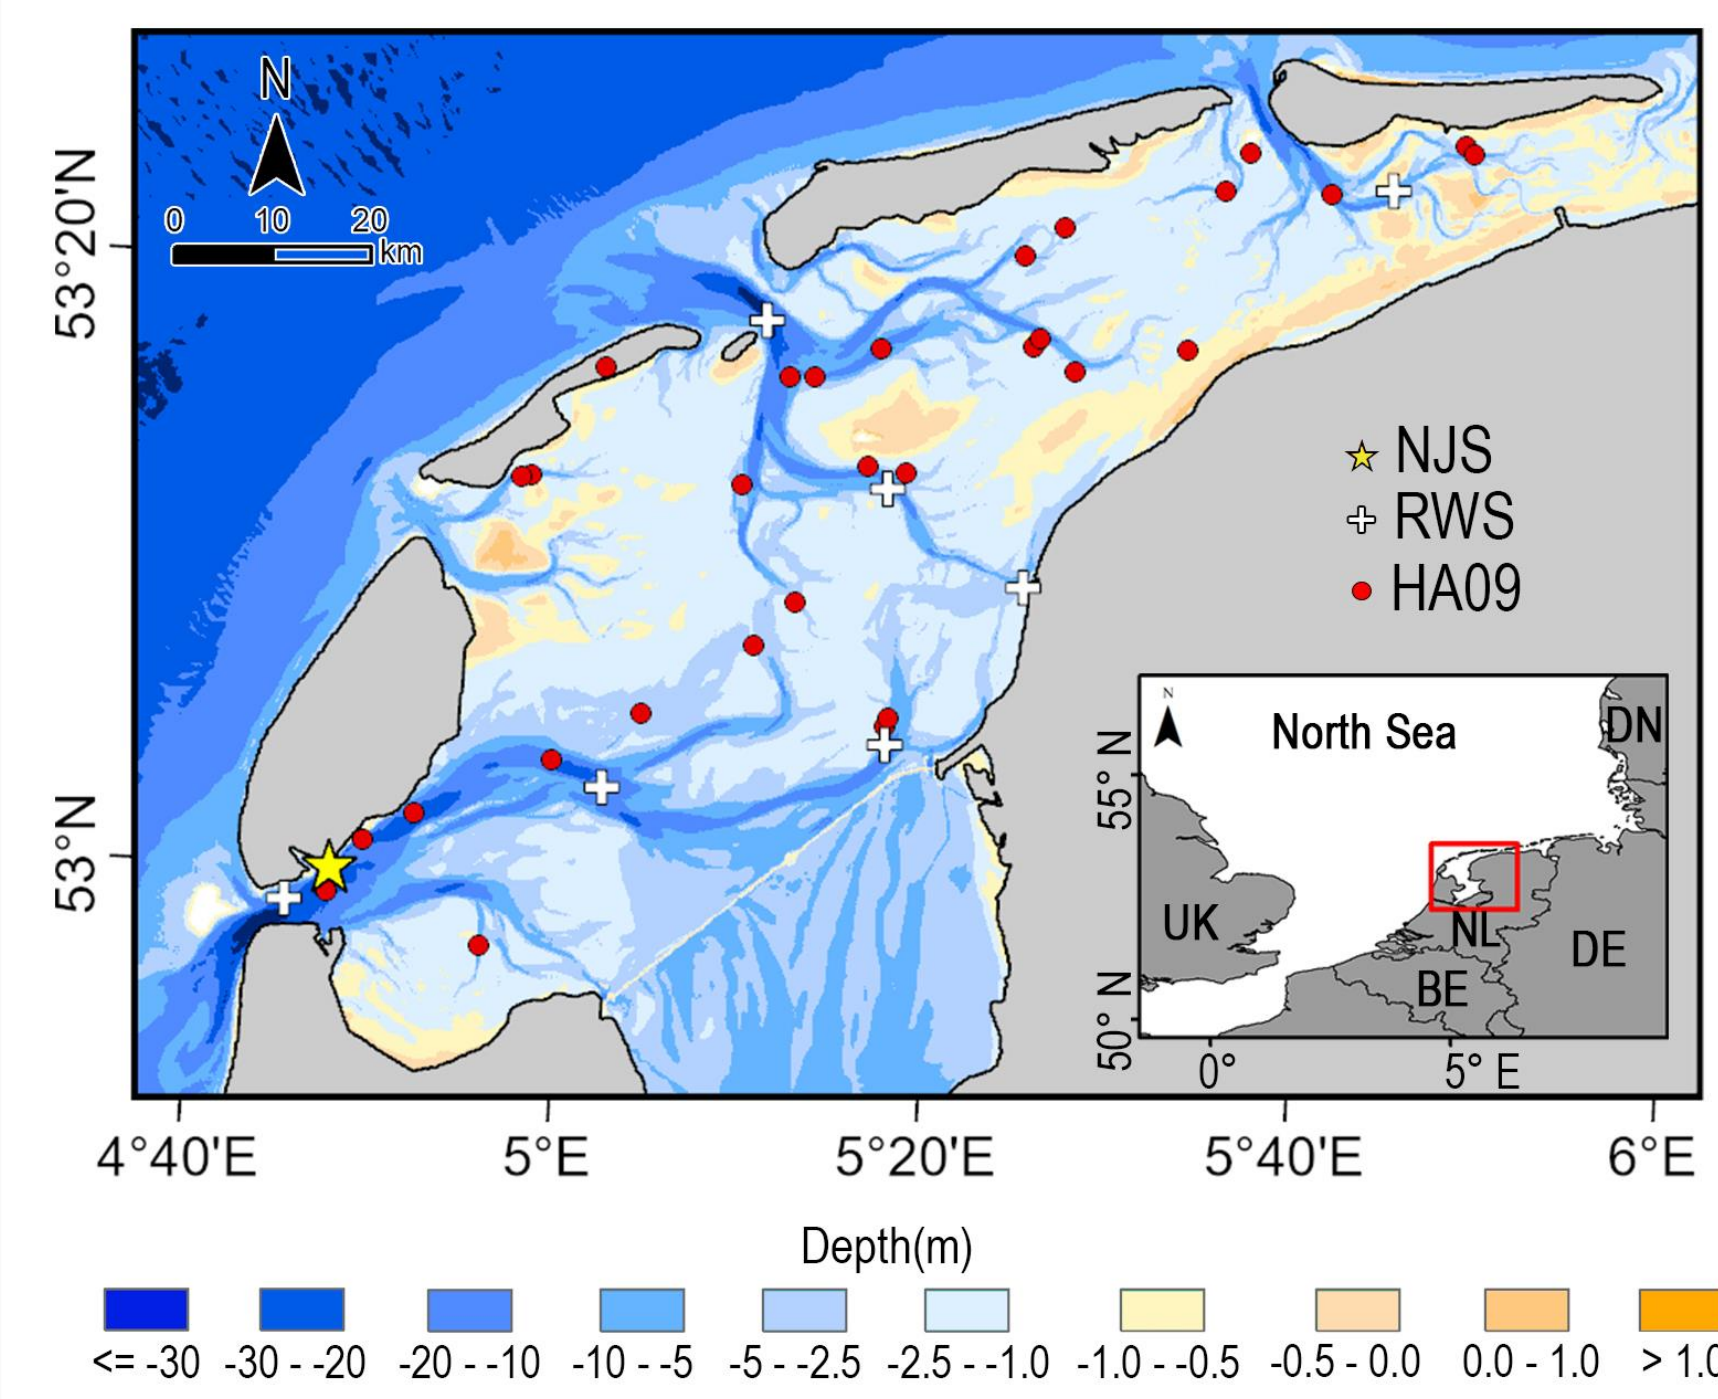 N
0 10 20
km
53°20'N
53°N
NJS
RWS
HA09
N
North Sea
DN
55° N
UK
NL
DE
BE
50° N
0° 5° E
4°40'E 5°E 5°20'E 5°40'E 6°E
Depth(m)
<= -30 -30 - -20 -20 - -10 -10 - -5 -5 - -2.5 -2.5 - -1.0 -1.0 - -0.5 -0.5 - 0.0 0.0 - 1.0 > 1.0